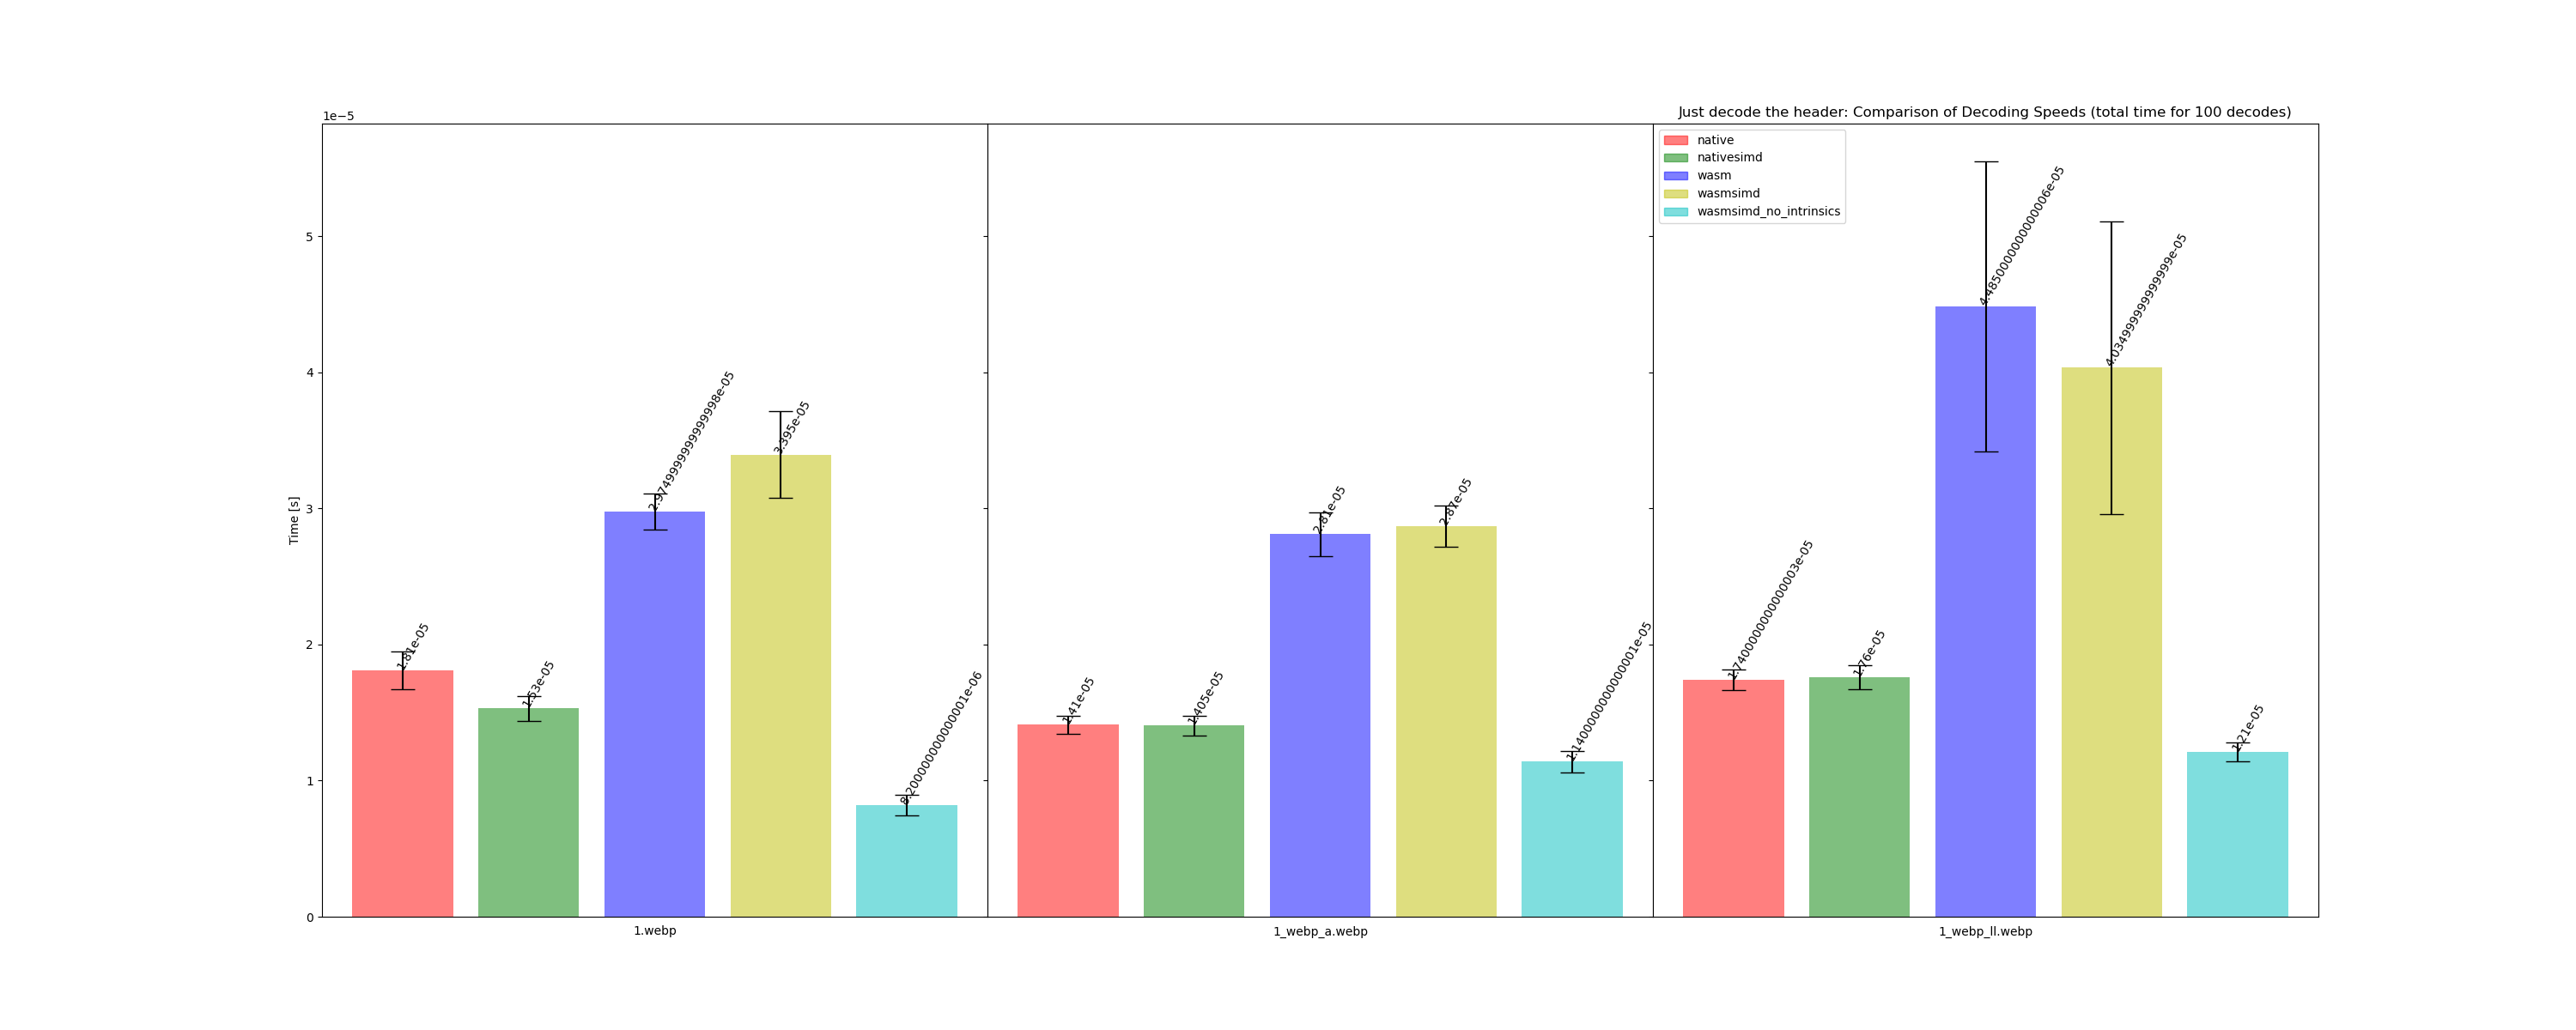 Just decode the header: Comparison of Decoding Speeds (total time for 100 decodes)
1e−5
native
nativesimd
wasm
wasmsimd
wasmsimd_no_intrinsics
Time [s]
5
4
3
2
1
0
1.81e-05
1.53e-05
2.9749999999999998e-05
3.395e-05
8.200000000000001e-06
1.41e-05
1.405e-05
2.81e-05
2.87e-05
1.1400000000000001e-05
1.7400000000000003e-05
1.76e-05
4.4850000000000006e-05
4.034999999999999e-05
1.21e-05
1.webp
1_webp_a.webp
1_webp_ll.webp